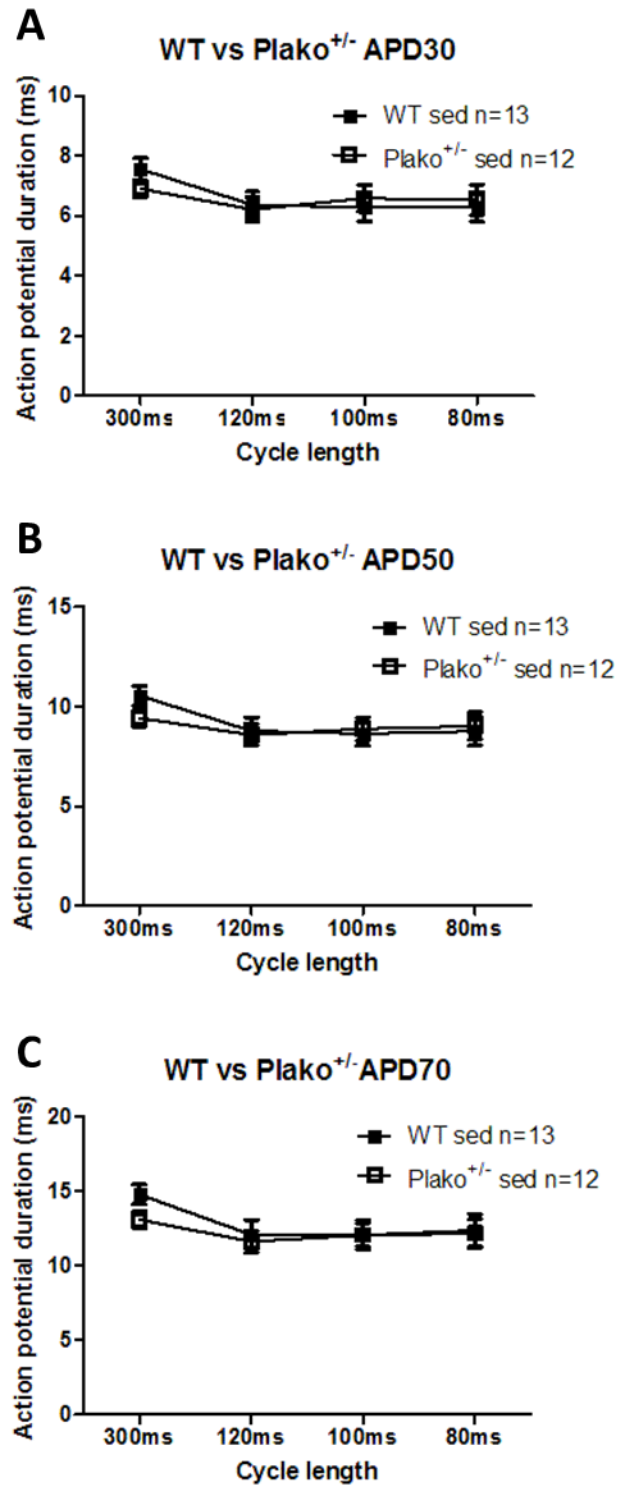 A
WT vs Plako+/- APD30
Action potential duration (ms)
10
8
6
4
2
0
WT sed n=13
Plako+/- sed n=12
300ms 120ms 100ms 80ms
Cycle length
B
WT vs Plako+/- APD50
Action potential duration (ms)
15
10
5
0
WT sed n=13
Plako+/- sed n=12
300ms 120ms 100ms 80ms
Cycle length
C
WT vs Plako+/- APD70
Action potential duration (ms)
20
15
10
5
0
WT sed n=13
Plako+/- sed n=12
300ms 120ms 100ms 80ms
Cycle length